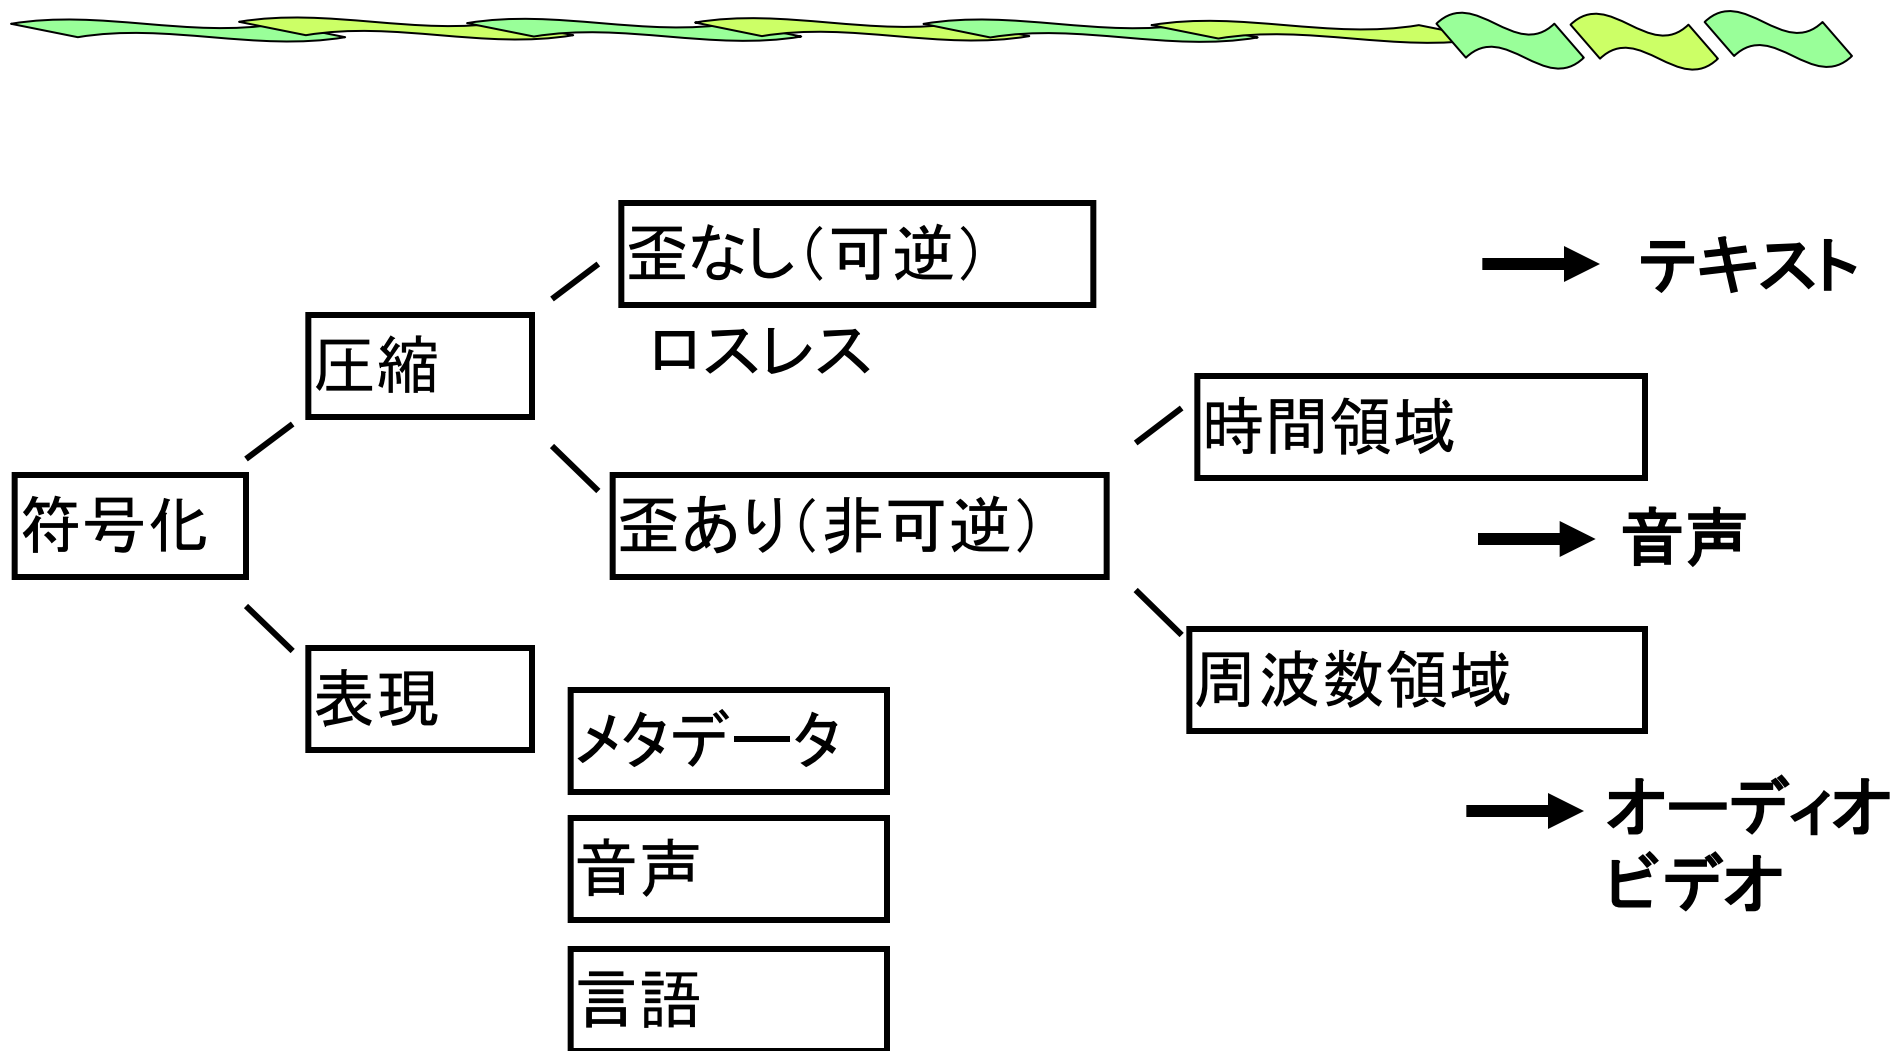 歪なし（可逆）
テキスト
ロスレス
圧縮
時間領域
符号化
歪あり（非可逆）
音声
周波数領域
表現
メタデータ
オーディオ
ビデオ
音声
言語